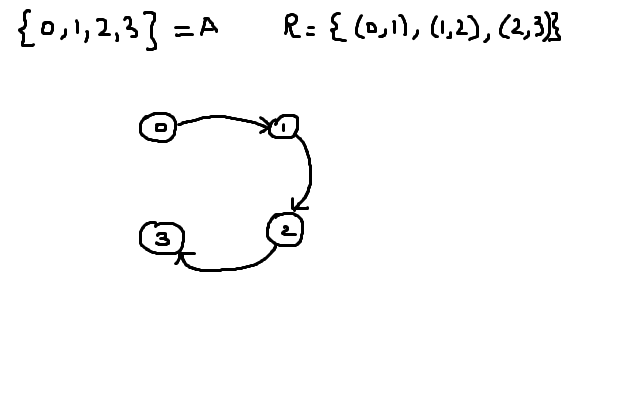 {0,1,2,3} = A R = { (0,1), (1,2), (2,3)}
0 1
3 2